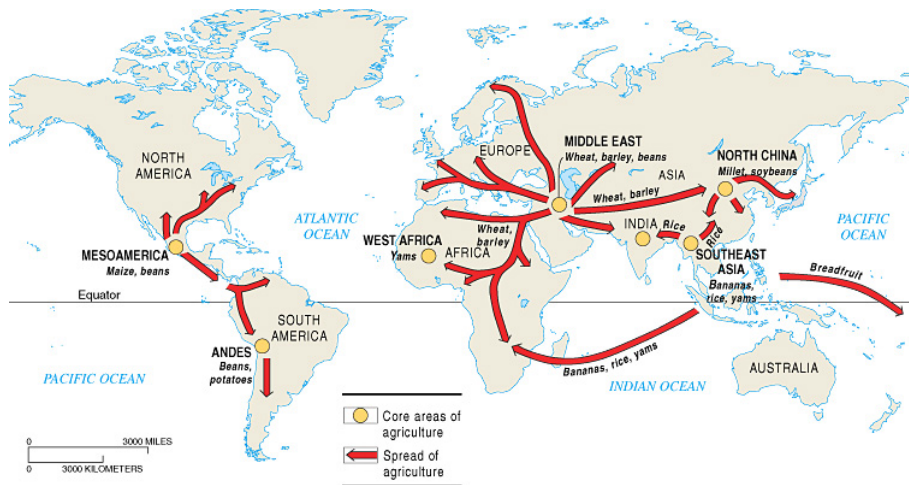 NORTH
AMERICA
EUROPE
MIDDLE EAST
Wheat, barley, beans
ASIA
NORTH CHINA
Millet, soybeans
Wheat, barley
ATLANTIC
OCEAN
PACIFIC
OCEAN
MESOAMERICA
Maize, beans
WEST AFRICA
Yams
AFRICA
Wheat,
barley
INDIA
Rice
Rice
SOUTHEAST
ASIA
Bananas,
rice, yams
Breadfruit
Equator
SOUTH
AMERICA
ANDES
Beans,
potatoes
PACIFIC OCEAN
Bananas, rice, yams
INDIAN OCEAN
AUSTRALIA
Core areas of
agriculture
Spread of
agriculture
0 3000 MILES
0 3000 KILOMETERS